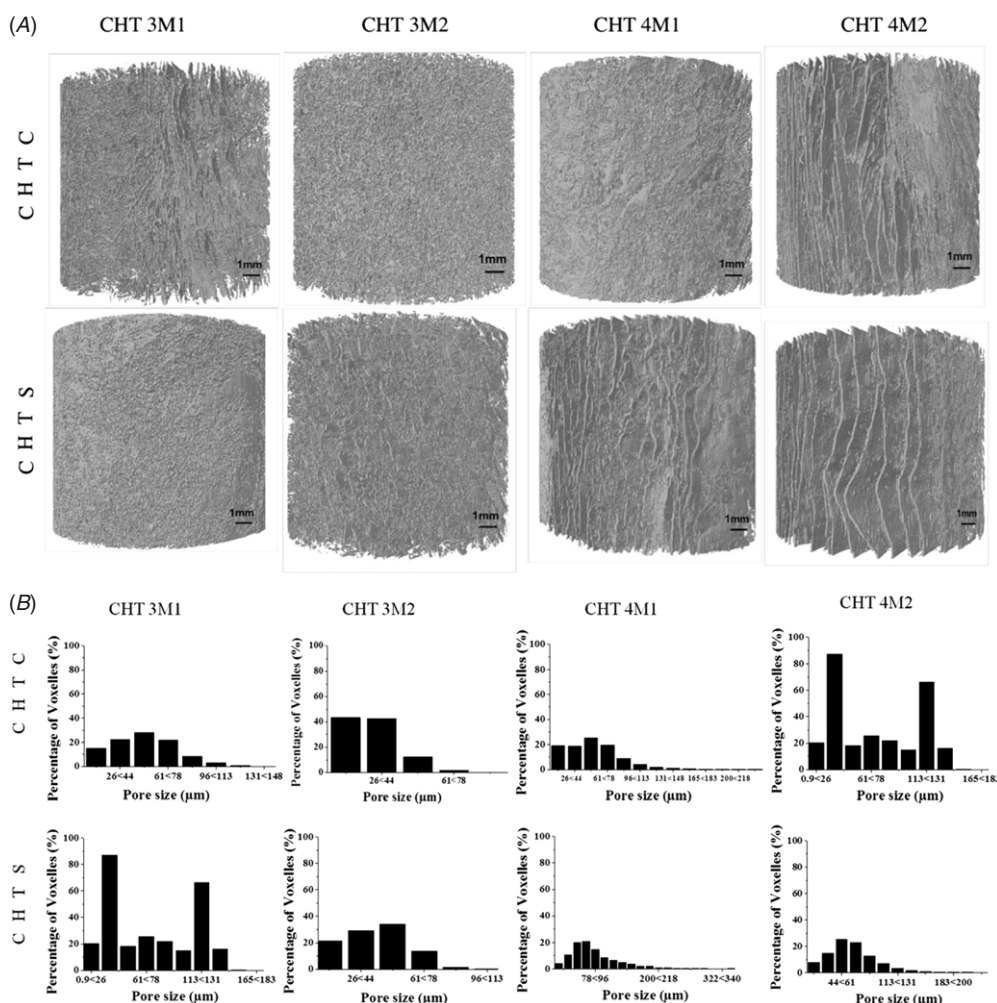 (A)
CHT 3M1 CHT 3M2 CHT 4M1 CHT 4M2
C H T C
1mm 1mm 1mm 1mm
C H T S
1mm 1mm 1mm 1mm
(B)
CHT 3M1 CHT 3M2 CHT 4M1 CHT 4M2
C H T C
Percentage of Voxelles (%)
100
80
60
40
20
0
26<44 61<78 96<113 131<148
Pore size (µm)
Percentage of Voxelles (%)
100
80
60
40
20
0
26<44 61<78
Pore size (µm)
Percentage of Voxelles (%)
100
80
60
40
20
0
26<44 61<78 96<113 131<148 165<183 200<218
Pore size (µm)
Percentage of Voxelles (%)
100
80
60
40
20
0
0.9<26 61<78 113<131 165<183
Pore size (µm)
C H T S
Percentage of Voxelles (%)
100
80
60
40
20
0
0.9<26 61<78 113<131 165<183
Pore size (µm)
Percentage of Voxelles (%)
100
80
60
40
20
0
26<44 61<78 96<113
Pore size (µm)
Percentage of Voxelles (%)
100
80
60
40
20
0
78<96 200<218 322<340
Pore size (µm)
Percentage of Voxelles (%)
100
80
60
40
20
0
44<61 113<131 183<200
Pore size (µm)